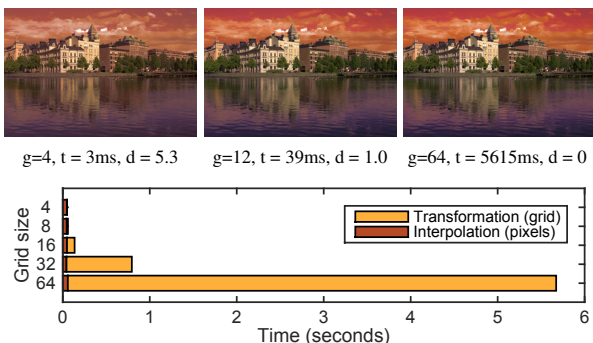 g=4, t = 3ms, d = 5.3
g=12, t = 39ms, d = 1.0
g=64, t = 5615ms, d = 0
Grid size
4
8
16
32
64
Transformation (grid)
Interpolation (pixels)
0 1 2 3 4 5 6
Time (seconds)